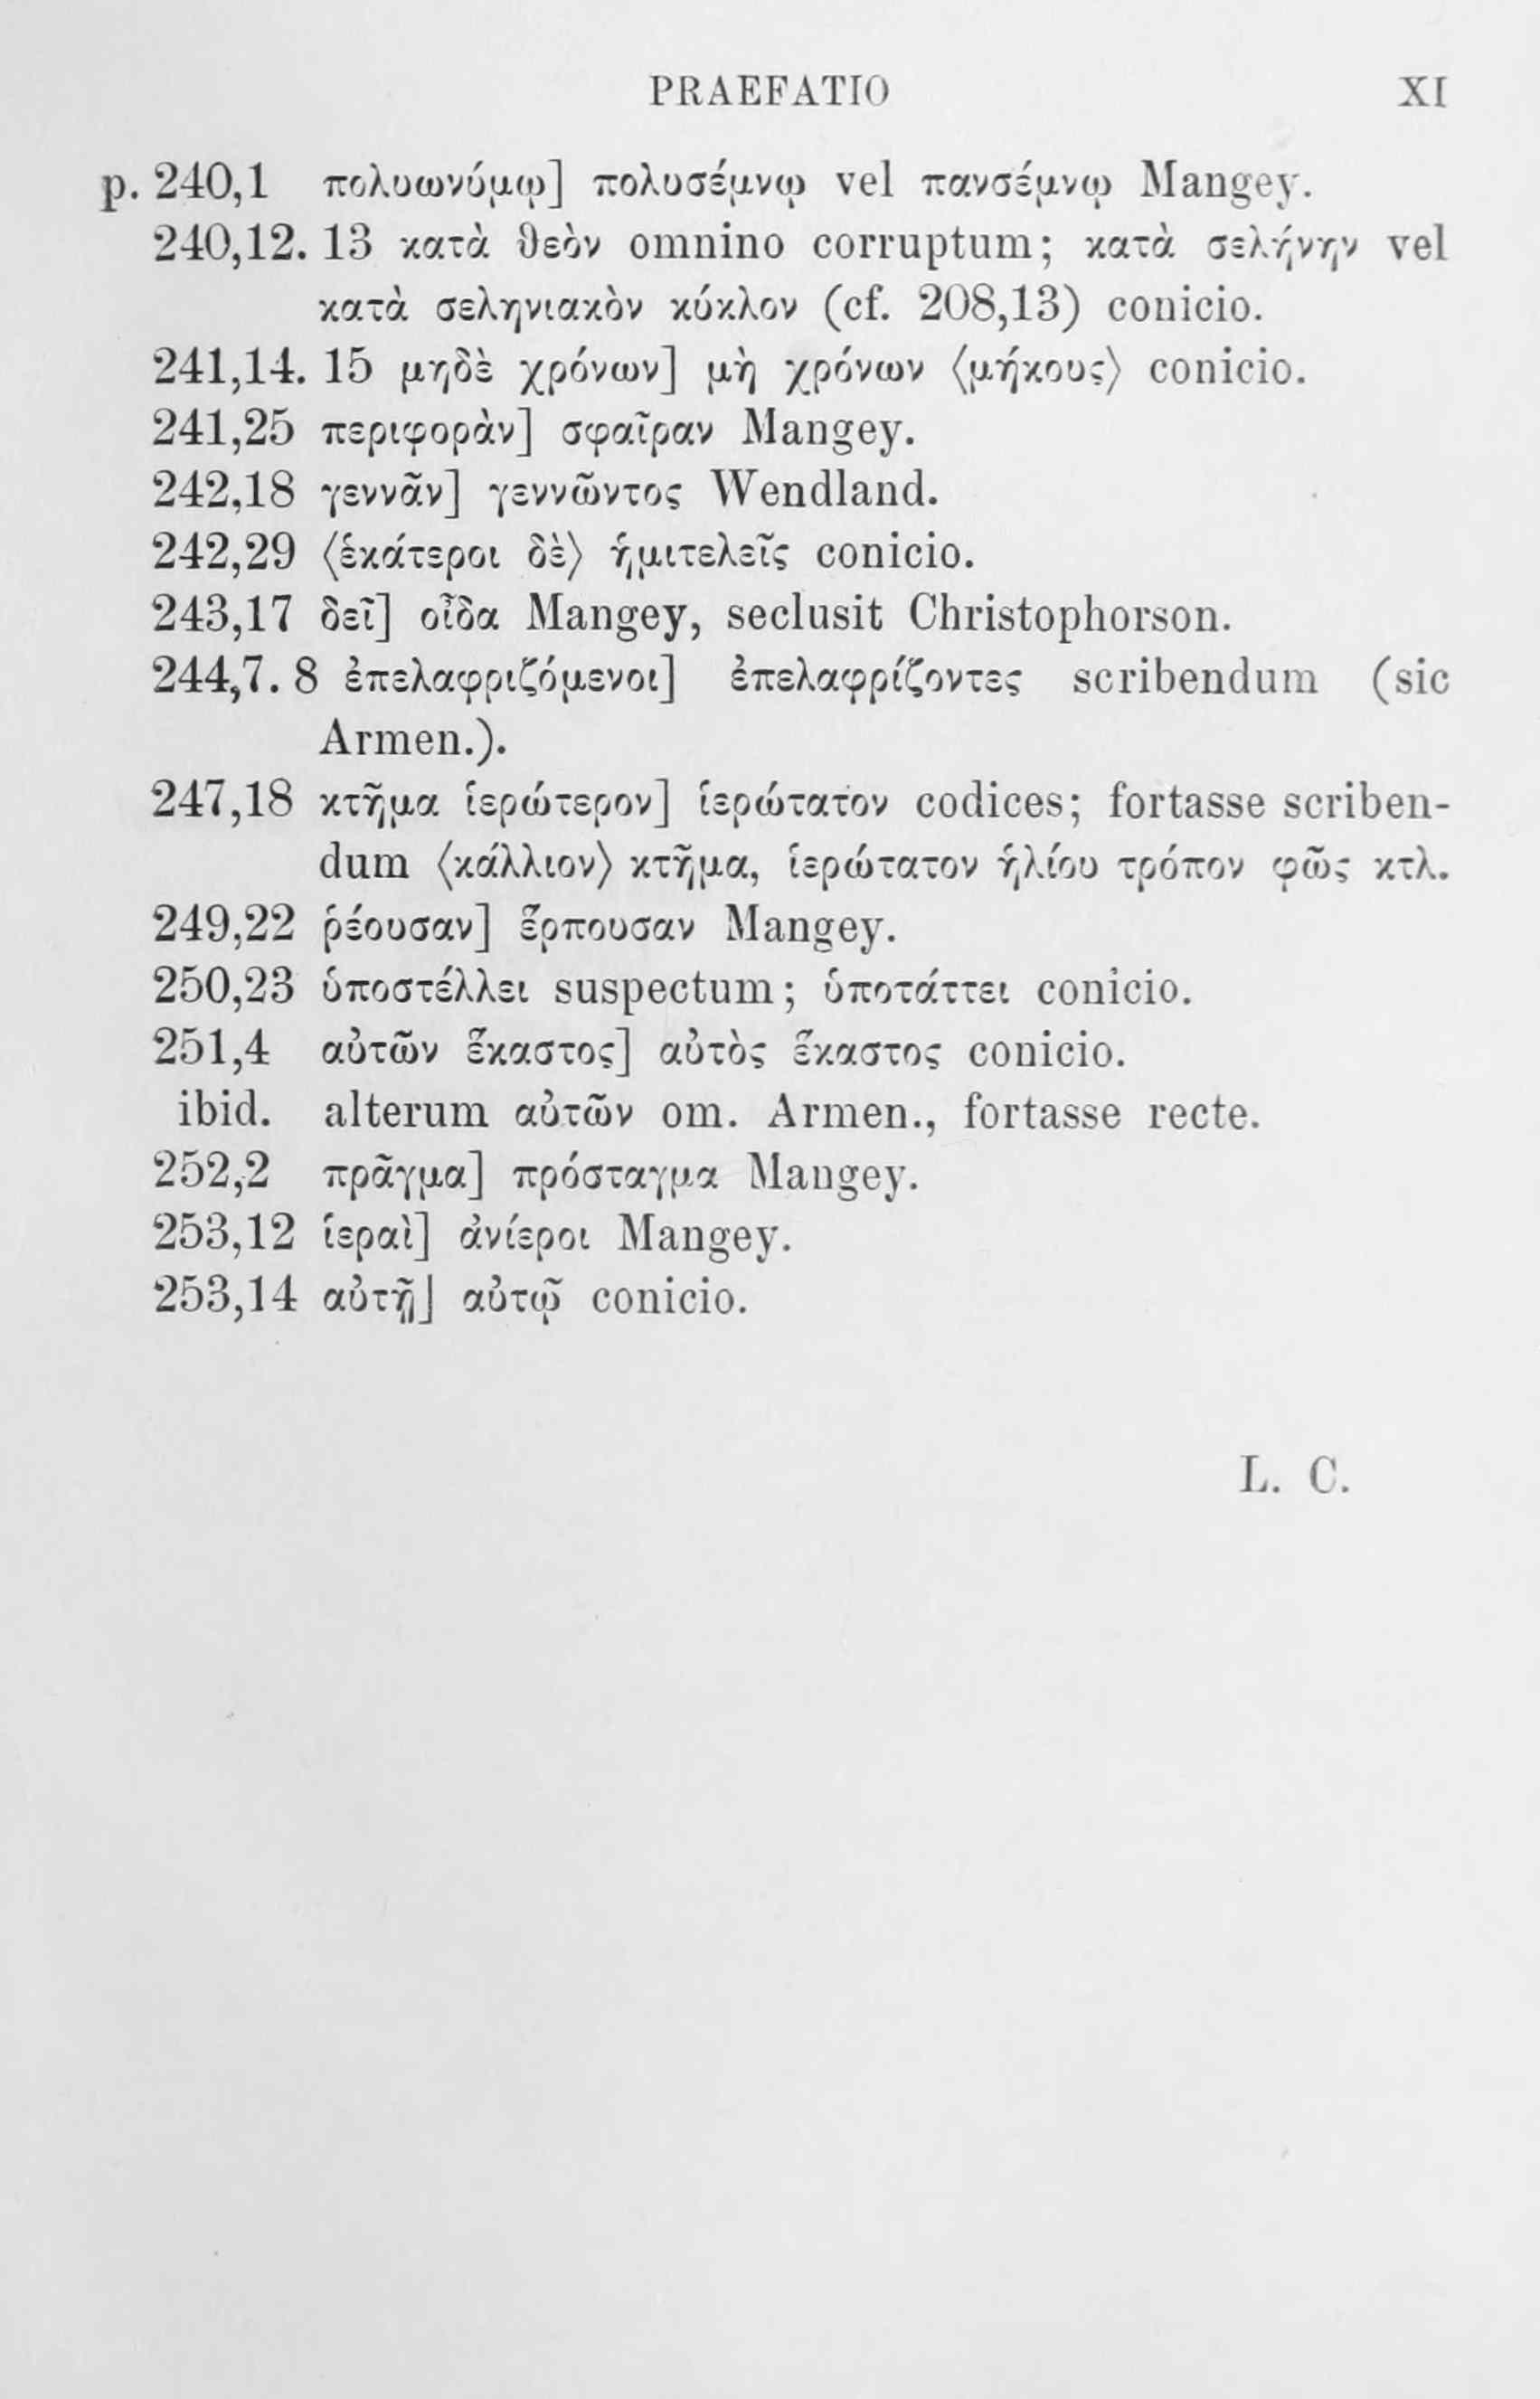 PRAEFATIO XI
p. 240,1 πολυωνύμῳ] πολυσέμνῳ vel πανσέμνῳ Mangey.
240,12. 13 κατὰ θεὸν omnino corruptum; κατὰ σελήνην vel
κατὰ σεληνιακὸν κύκλον (cf. 208,13) conicio.
241,14. 15 μηδὲ χρόνων] μὴ χρόνων ⟨μήκους⟩ conicio.
241,25 περιφορὰν] σφαῖραν Mangey.
242,18 γεννᾶν] γεννῶντος Wendland.
242,29 ⟨ἑκάτεροι δὲ⟩ ἡμιτελεῖς conicio.
243,17 δεῖ] οἶδα Mangey, seclusit Christophorson.
244,7. 8 ἐπελαφριζόμενοι] ἐπελαφρίζοντες scribendum (sic
Armen.).
247,18 κτῆμα ἱερώτερον] ἱερώτατον codices; fortasse scriben-
dum ⟨κάλλιον⟩ κτῆμα, ἱερώτατον ἡλίου τρόπον φῶς κτλ.
249,22 ῥέουσαν] ἕρπουσαν Mangey.
250,23 ὑποστέλλει suspectum; ὑποτάττει conicio.
251,4 αὐτῶν ἕκαστος] αὐτὸς ἕκαστος conicio.
ibid. alterum αὐτῶν om. Armen., fortasse recte.
252,2 πρᾶγμα] πρόσταγμα Mangey.
253,12 ἱεραὶ] ἀνίεροι Mangey.
253,14 αὐτῇ] αὐτῷ conicio.
L. C.